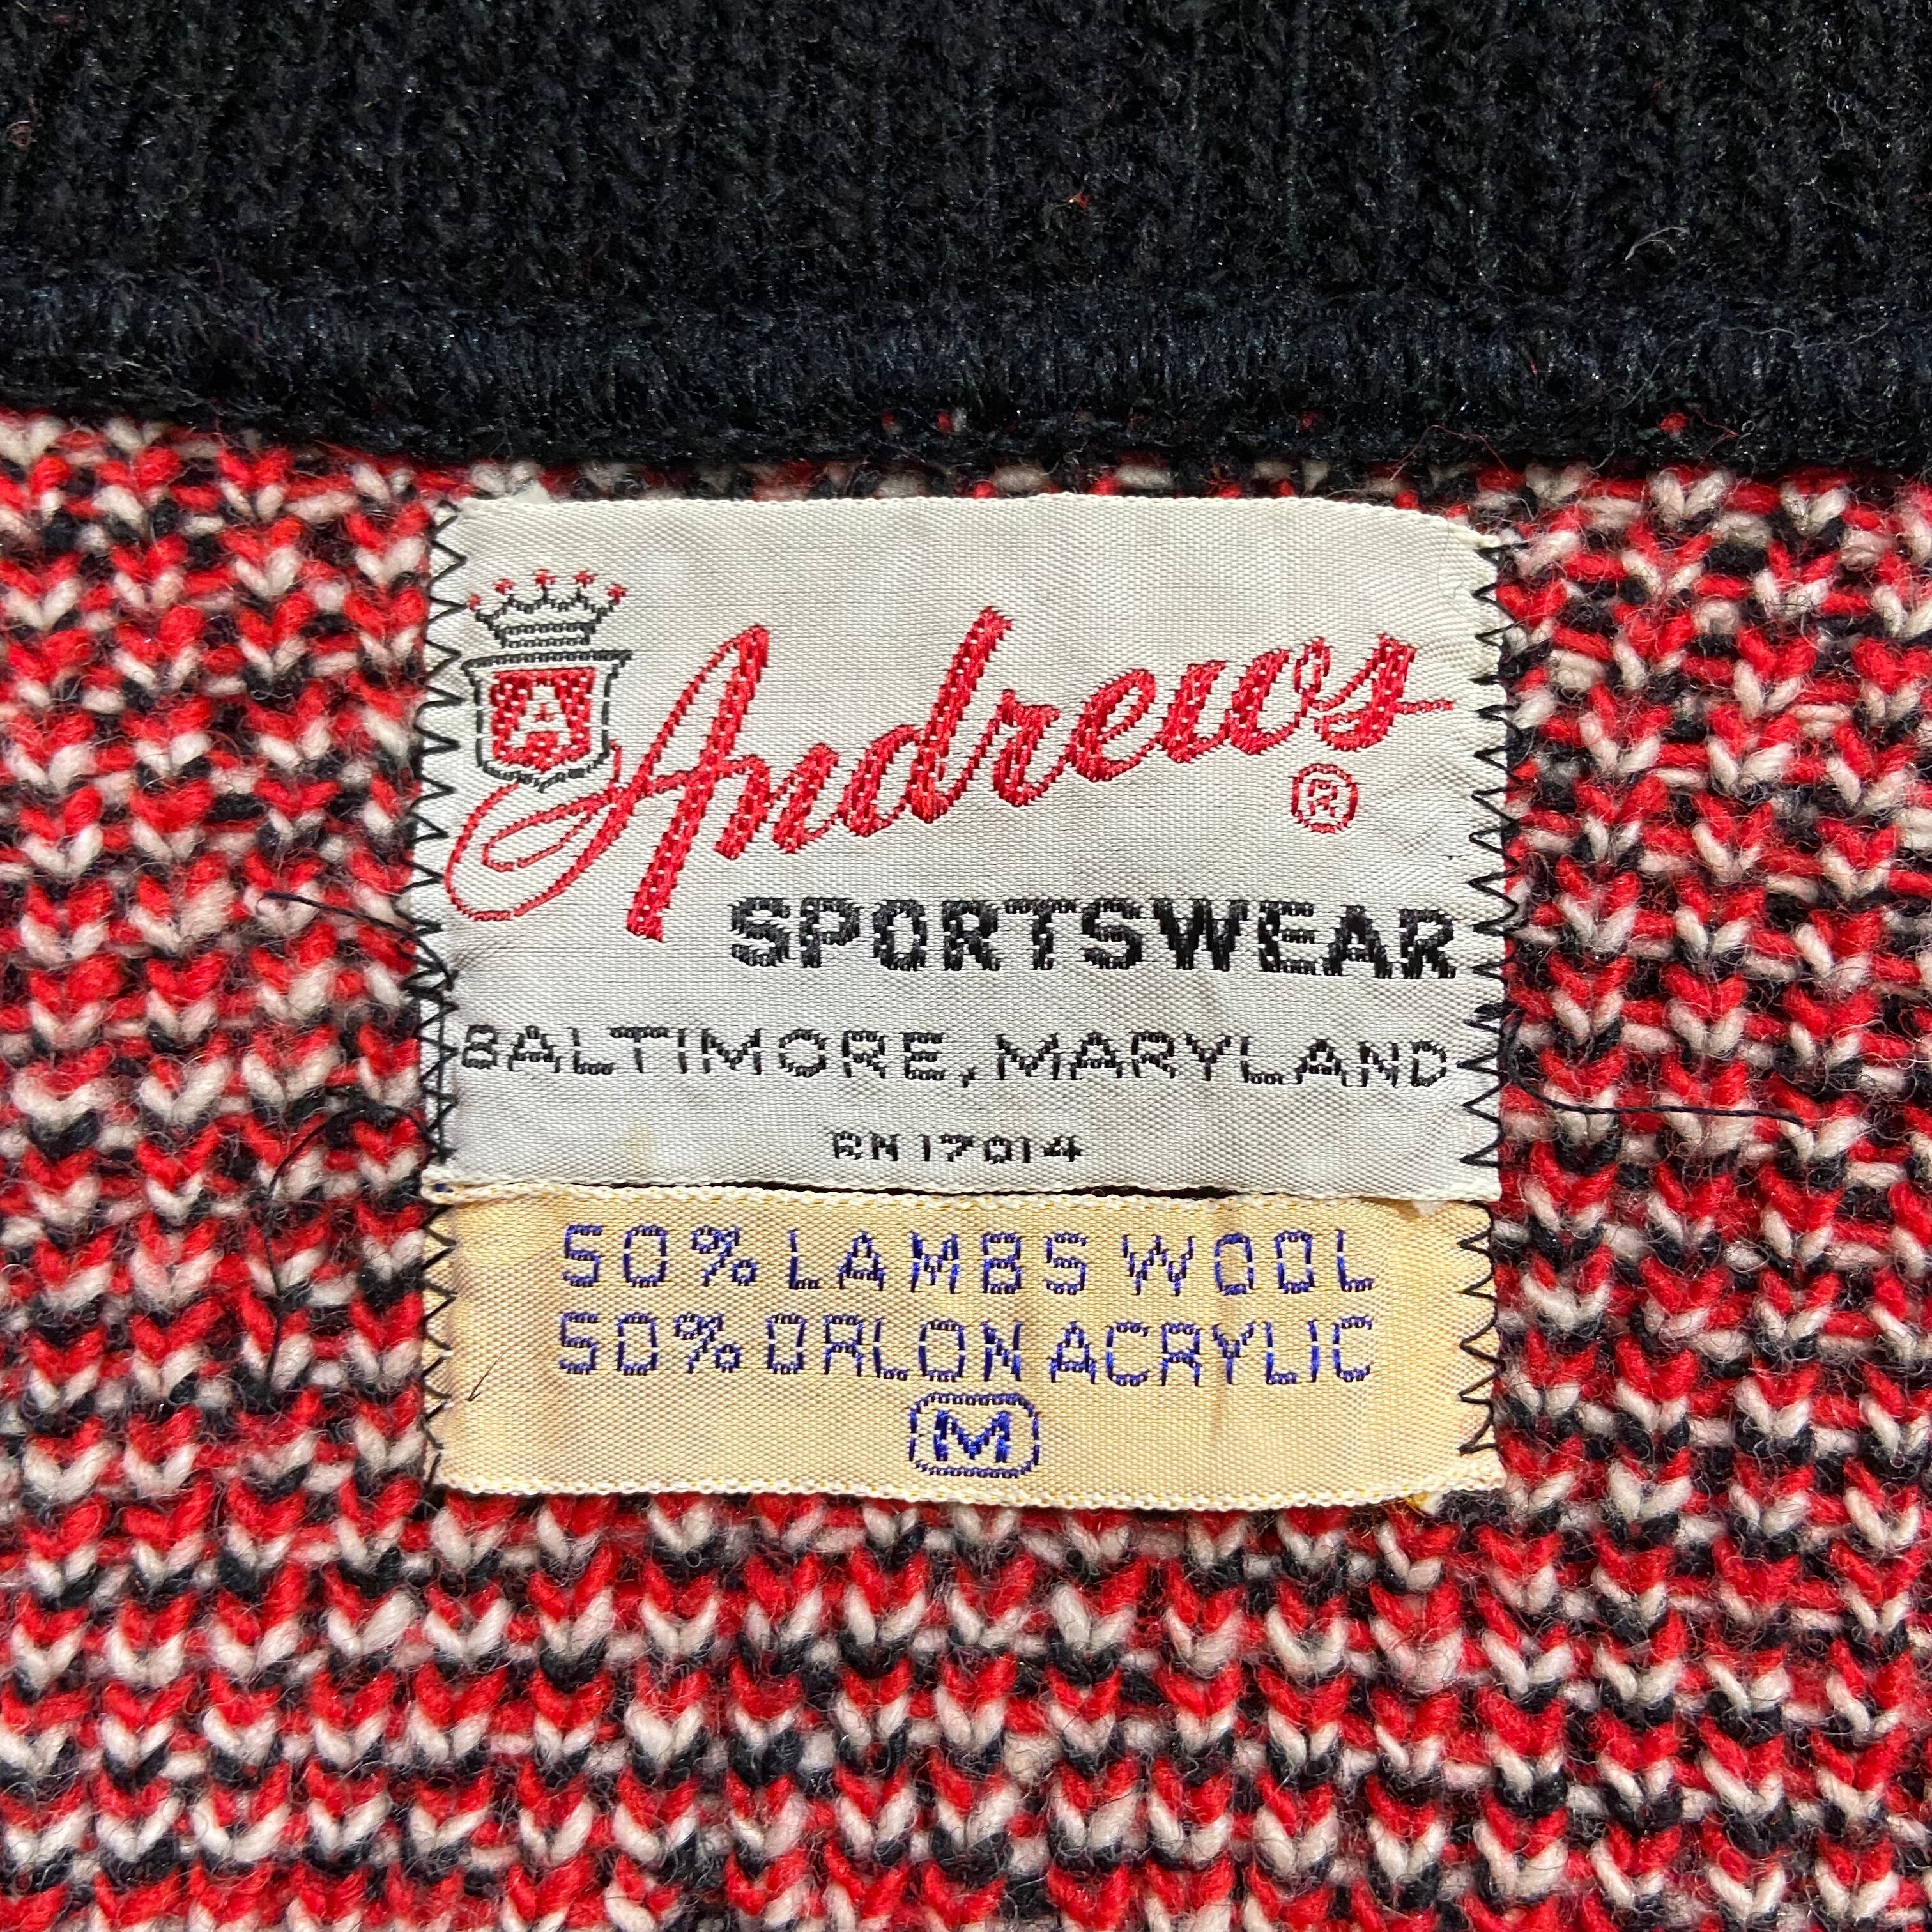 A
Andrews
®
SPORTSWEAR
BALTIMORE, MARYLAND
RN 17014
50% LAMBS WOOL
50% ORLON ACRYLIC
M